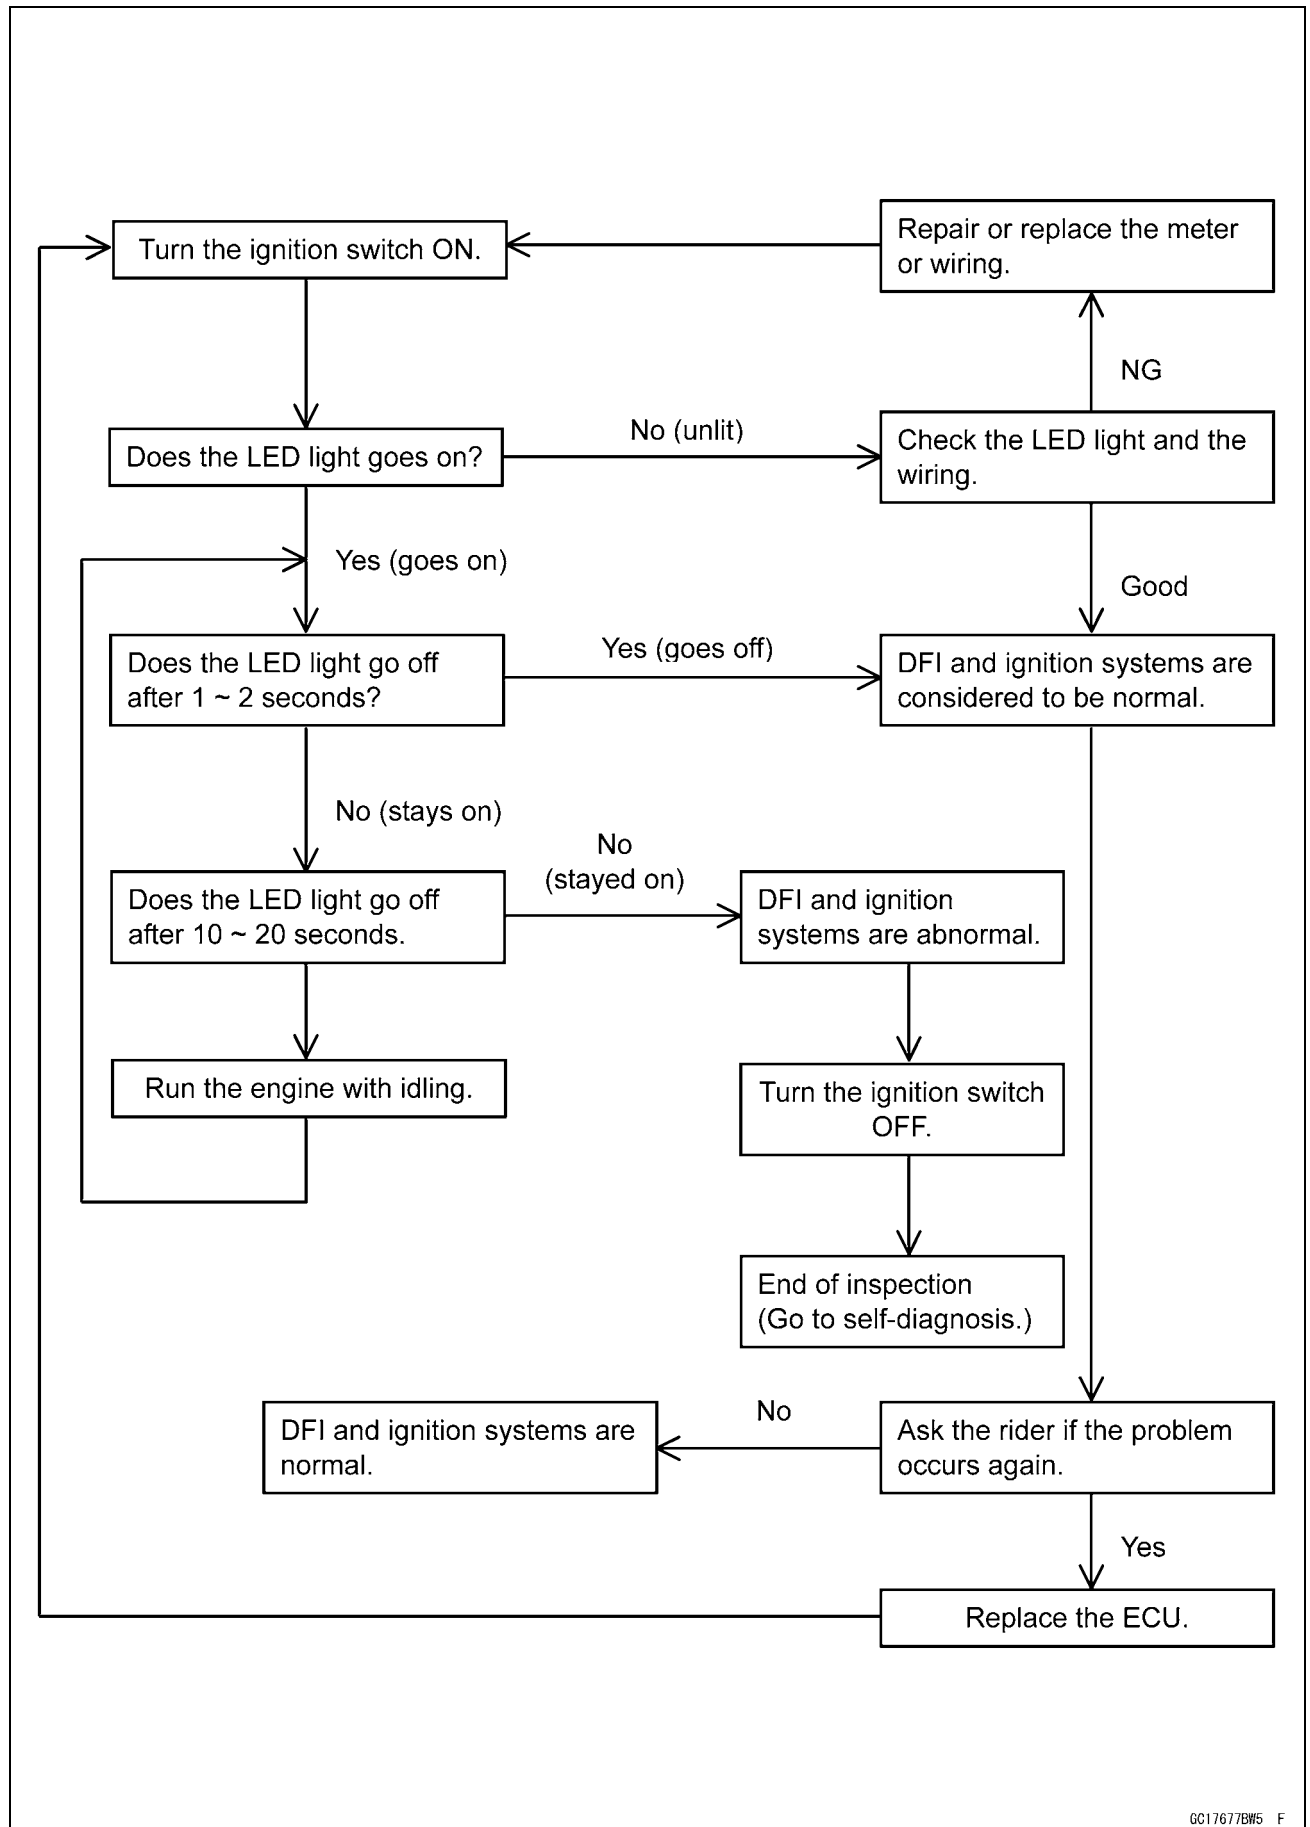 Turn the ignition switch ON.
Repair or replace the meter
or wiring.
NG
Does the LED light goes on?
No (unlit)
Check the LED light and the
wiring.
Yes (goes on)
Good
Does the LED light go off
after 1 ~ 2 seconds?
Yes (goes off)
DFI and ignition systems are
considered to be normal.
No (stays on)
Does the LED light go off
after 10 ~ 20 seconds.
No
(stayed on)
DFI and ignition
systems are abnormal.
Run the engine with idling.
Turn the ignition switch
OFF.
End of inspection
(Go to self-diagnosis.)
DFI and ignition systems are
normal.
No
Ask the rider if the problem
occurs again.
Yes
Replace the ECU.
GC17677BW5 F